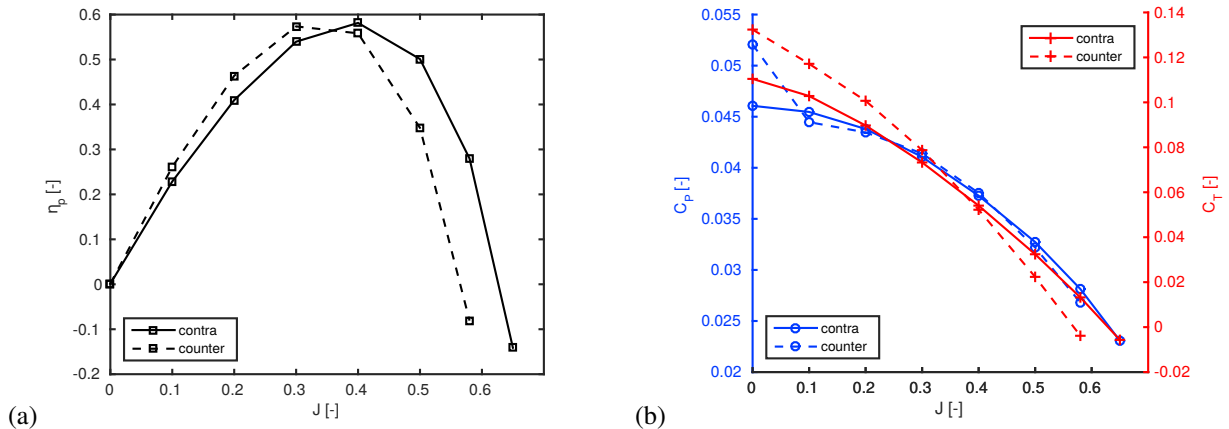 0.6
0.5
0.4
0.3
0.2
0.1
0
-0.1
-0.2
η_p [-]
contra
counter
0 0.1 0.2 0.3 0.4 0.5 0.6
J [-]
(a)
0.055
0.05
0.045
0.04
0.035
0.03
0.025
0.02
C_P [-]
contra
counter
contra
counter
0.14
0.12
0.1
0.08
0.06
0.04
0.02
0
-0.02
C_T [-]
0 0.1 0.2 0.3 0.4 0.5 0.6
J [-]
(b)